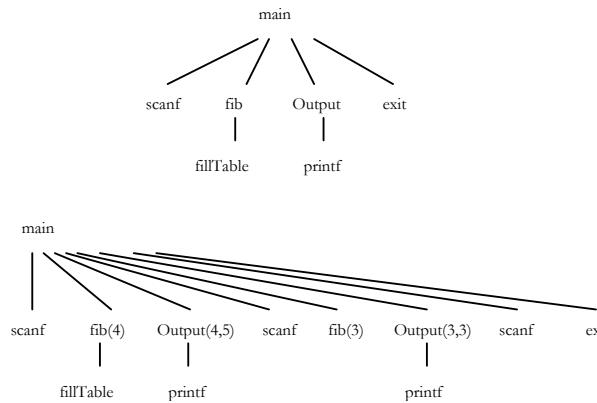 main
scanf fib Output exit
fillTable printf
main
scanf fib(4) Output(4,5) scanf fib(3) Output(3,3) scanf ex
fillTable printf printf